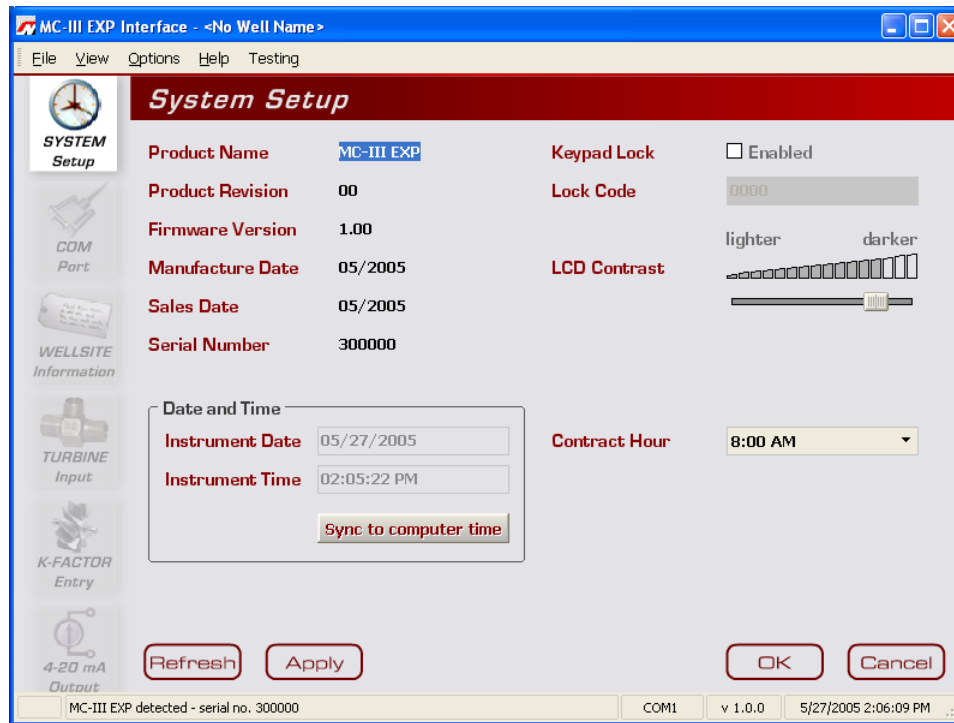 MC-III EXP Interface - <No Well Name>
File View Options Help Testing
SYSTEM
Setup
COM
Port
WELLSITE
Information
TURBINE
Input
K-FACTOR
Entry
4-20 mA
Output
System Setup
Product Name MC-III EXP
Product Revision 00
Firmware Version 1.00
Manufacture Date 05/2005
Sales Date 05/2005
Serial Number 300000
Keypad Lock Enabled
Lock Code 0000
lighter darker
LCD Contrast
Date and Time
Instrument Date 05/27/2005
Instrument Time 02:05:22 PM
Sync to computer time
Contract Hour 8:00 AM
Refresh Apply OK Cancel
MC-III EXP detected - serial no. 300000 COM1 v 1.0.0 5/27/2005 2:06:09 PM